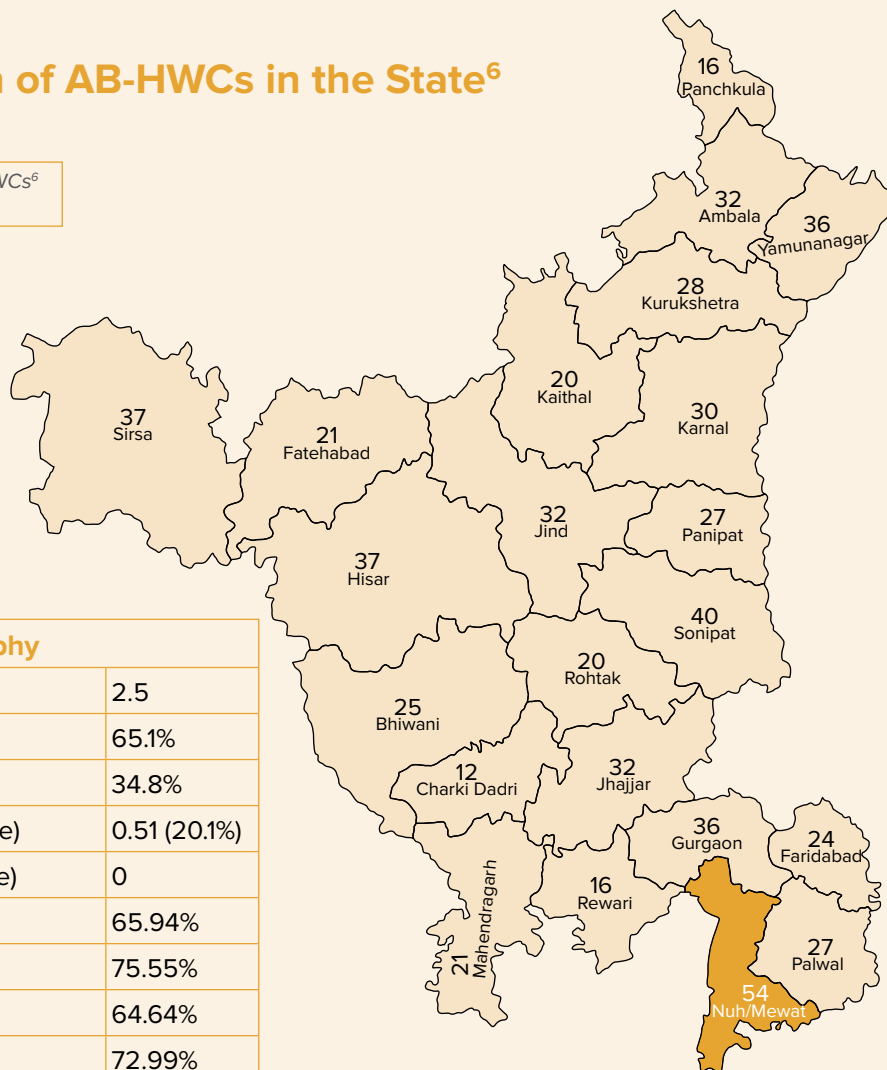 of AB-HWCs in the State⁶
WCs⁶
16
Panchkula
32
Ambala
36
Yamunanagar
28
Kurukshetra
20
Kaithal
30
Karnal
37
Sirsa
21
Fatehabad
32
Jind
27
Panipat
37
Hisar
40
Sonipat
20
Rohtak
25
Bhiwani
12
Charki Dadri
32
Jhajjar
36
Gurgaon
24
Faridabad
16
Rewari
21
Mahendragarh
27
Palwal
54
Nuh/Mewat
phy
2.5
65.1%
34.8%
e) 0.51 (20.1%)
e) 0
65.94%
75.55%
64.64%
72.99%